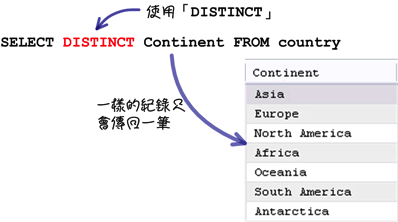 使用「DISTINCT」
SELECT DISTINCT Continent FROM country
一樣的紀錄只
會傳回一筆
Continent
Asia
Europe
North America
Africa
Oceania
South America
Antarctica